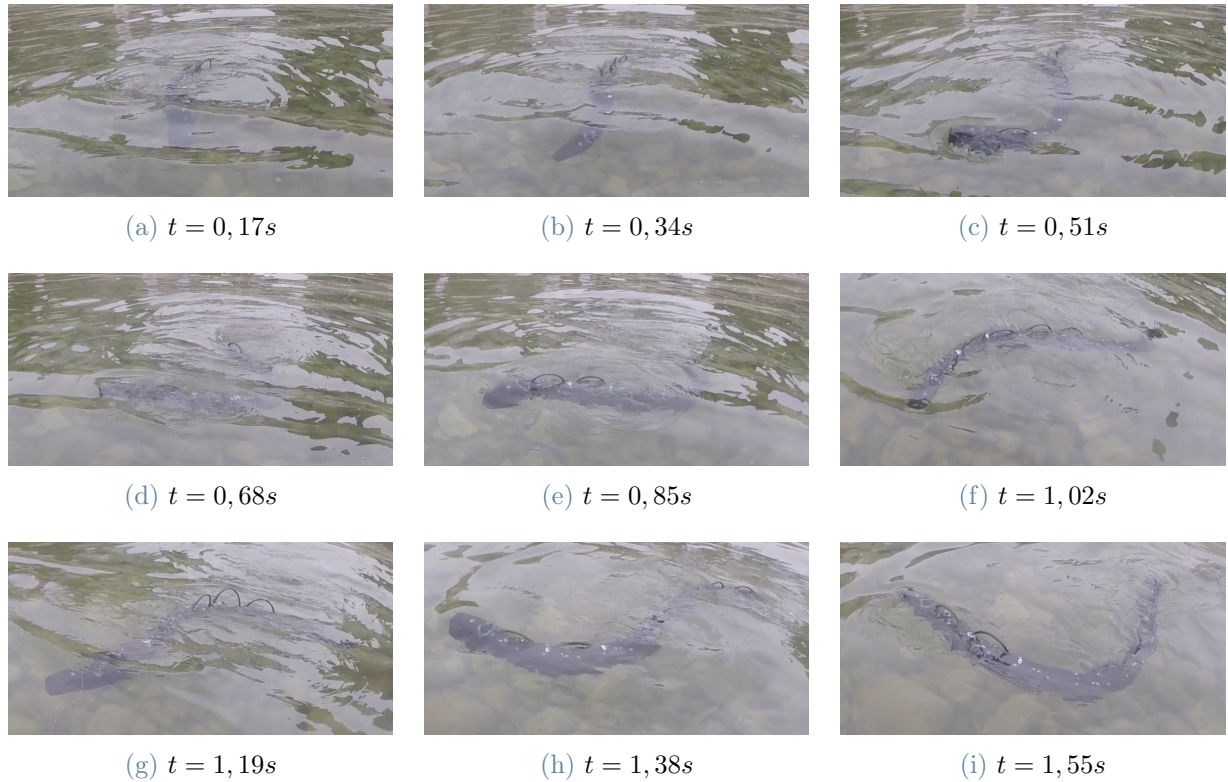 (a) t = 0, 17s
(b) t = 0, 34s
(c) t = 0, 51s
(d) t = 0, 68s
(e) t = 0, 85s
(f) t = 1, 02s
(g) t = 1, 19s
(h) t = 1, 38s
(i) t = 1, 55s